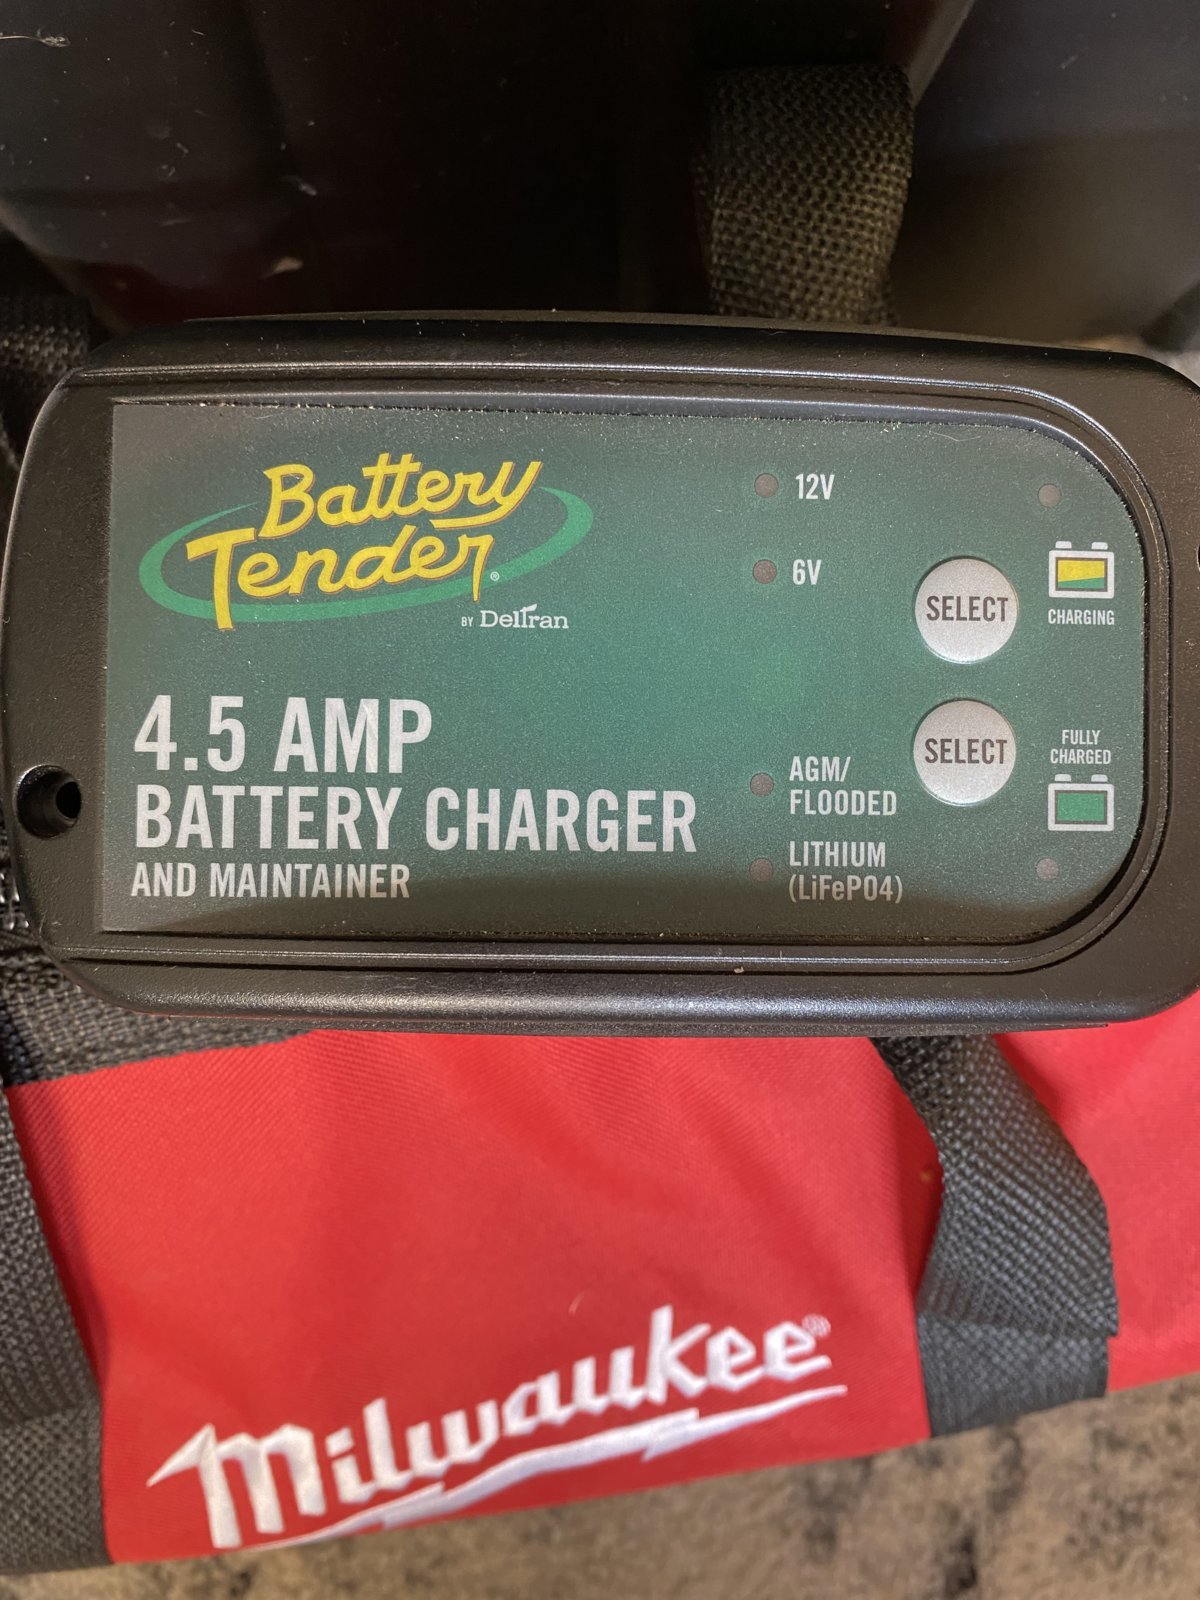 Battery
Tender®
BY Deltran
4.5 AMP
BATTERY CHARGER
AND MAINTAINER
12V
6V
SELECT
CHARGING
SELECT
FULLY
CHARGED
AGM/
FLOODED
LITHIUM
(LiFePO4)
Milwaukee®